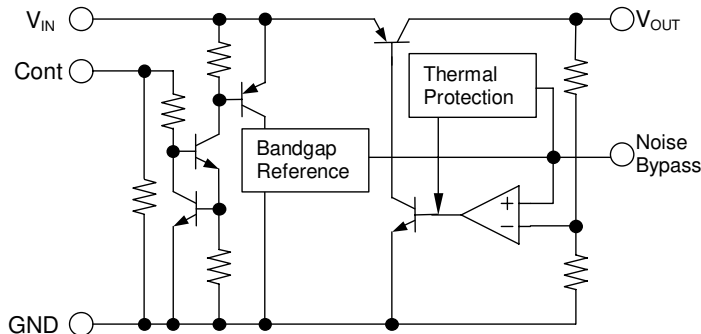 VIN
VOUT
Cont
Thermal
Protection
Bandgap
Reference
Noise
Bypass
+
−
GND